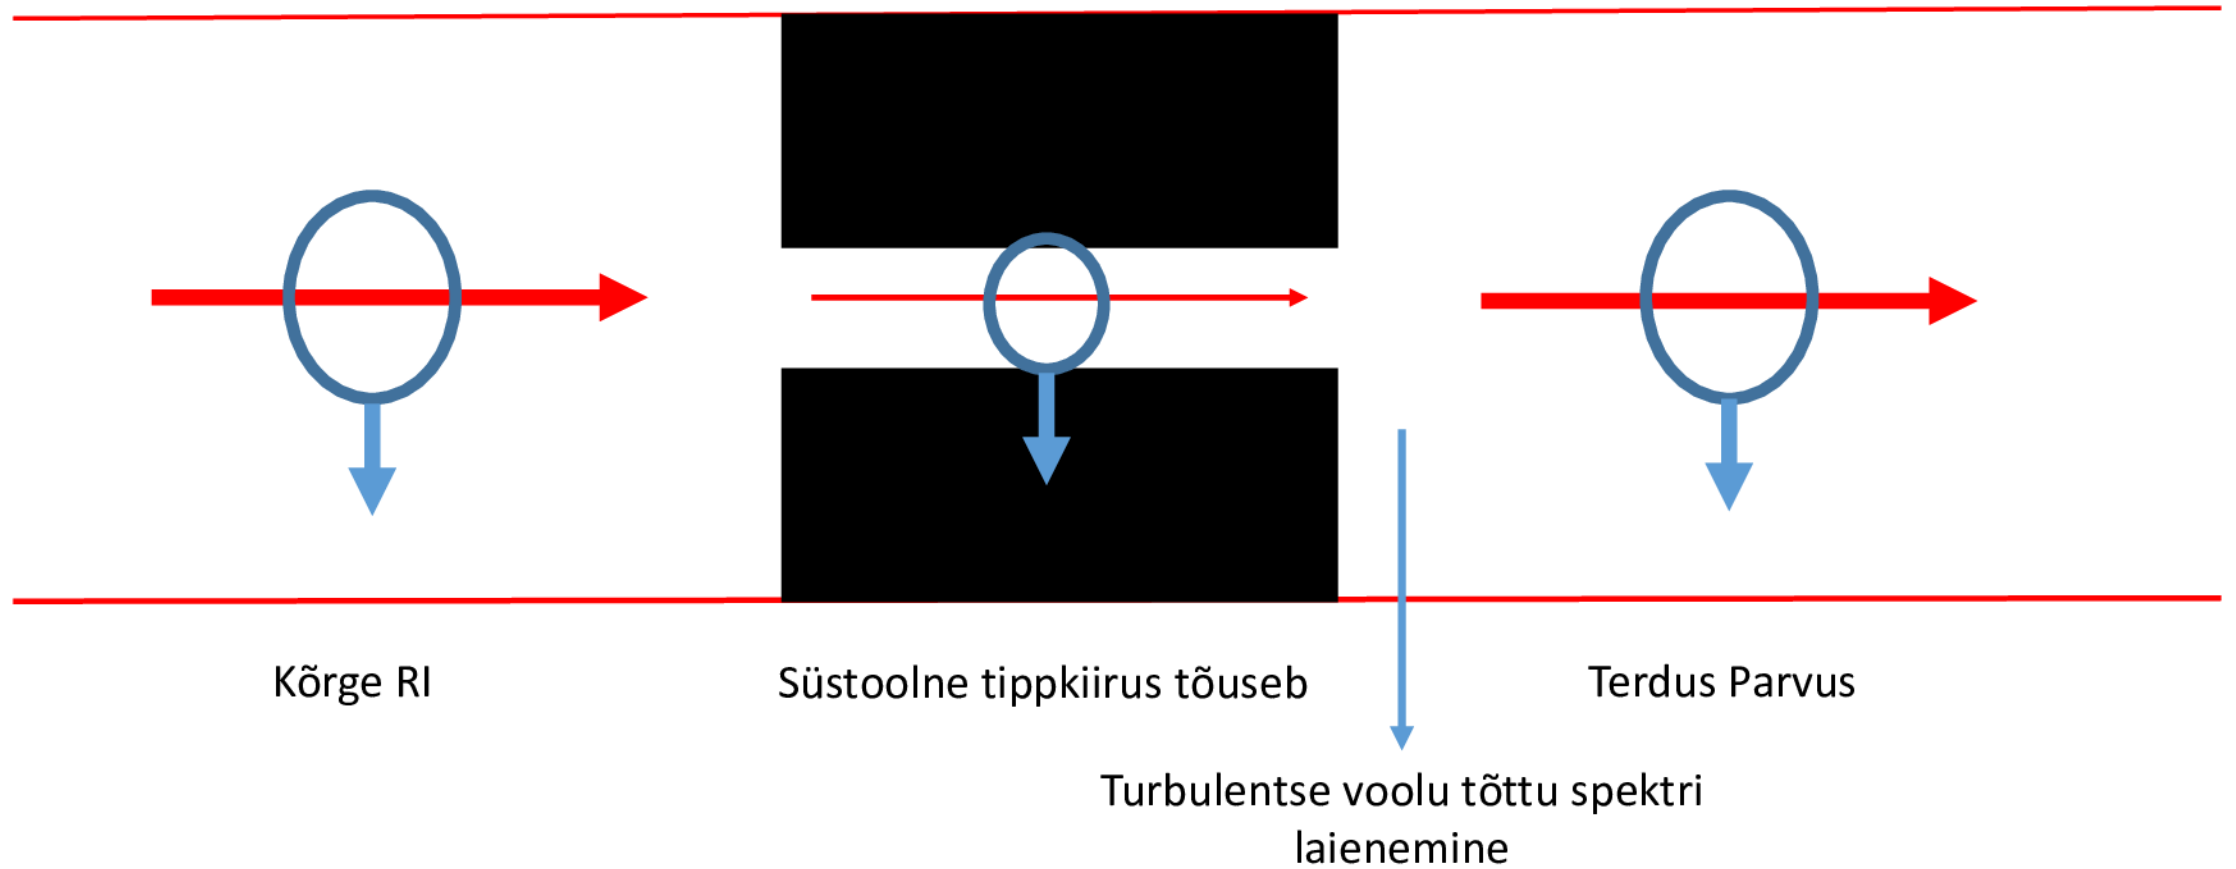 Kõrge RI
Süstoolne tippkiirus tõuseb
Terdus Parvus
Turbulentse voolu tõttu spektri
laienemine